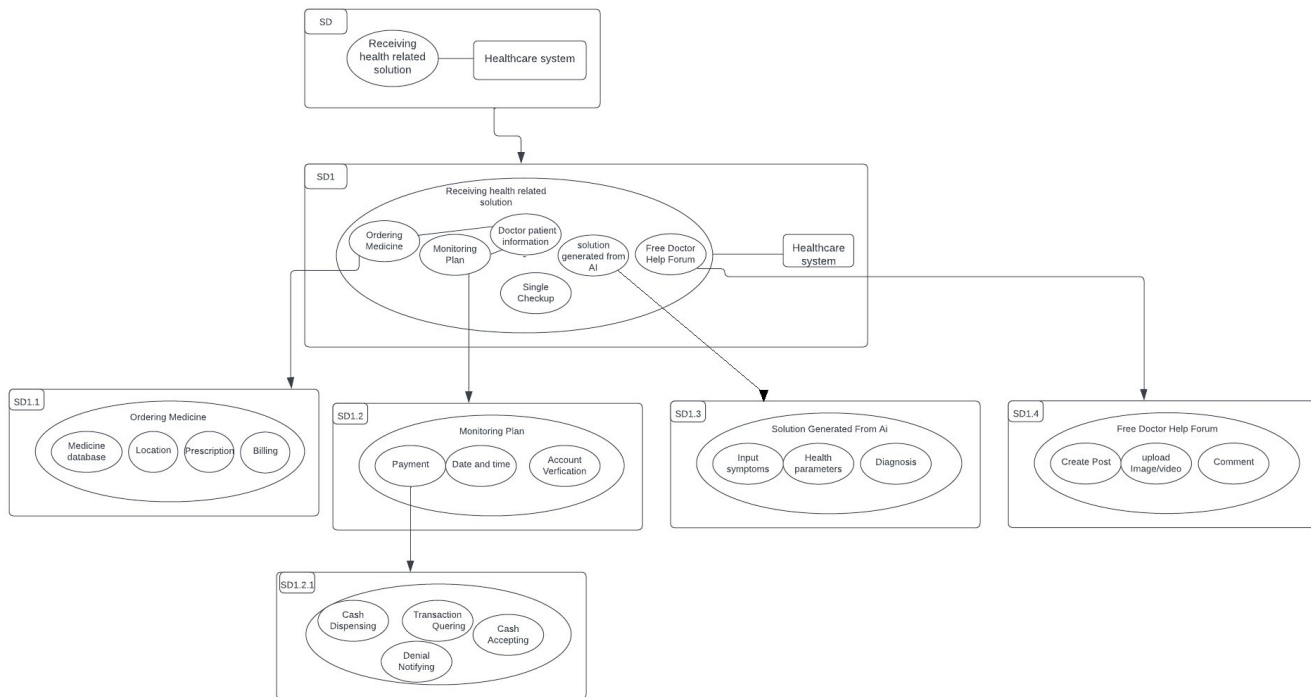 SD
Receiving
health related
solution
Healthcare system
SD1
Receiving health related
solution
Ordering
Medicine
Monitoring
Plan
Doctor patient
information
solution
generated from
AI
Free Doctor
Help Forum
Single
Checkup
Healthcare
system
SD1.1
Ordering Medicine
Medicine
database
Location
Prescription
Billing
SD1.2
Monitoring Plan
Payment
Date and time
Account
Verfication
SD1.3
Solution Generated From Ai
Input
symptoms
Health
parameters
Diagnosis
SD1.4
Free Doctor Help Forum
Create Post
upload
Image/video
Comment
SD1.2.1
Cash
Dispensing
Transaction
Quering
Cash
Accepting
Denial
Notifying